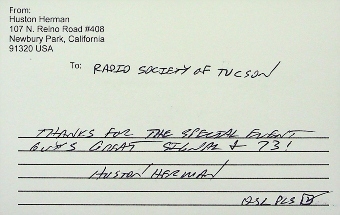 From:
Huston Herman
107 N. Reino Road #408
Newbury Park, California
91320 USA
To: RADIO SOCIETY OF TUCSON
THANKS FOR THE SPECIAL EVENT
GUYS GREAT SIGNAL & 73!
HUSTON HERMAN
QSL PLS